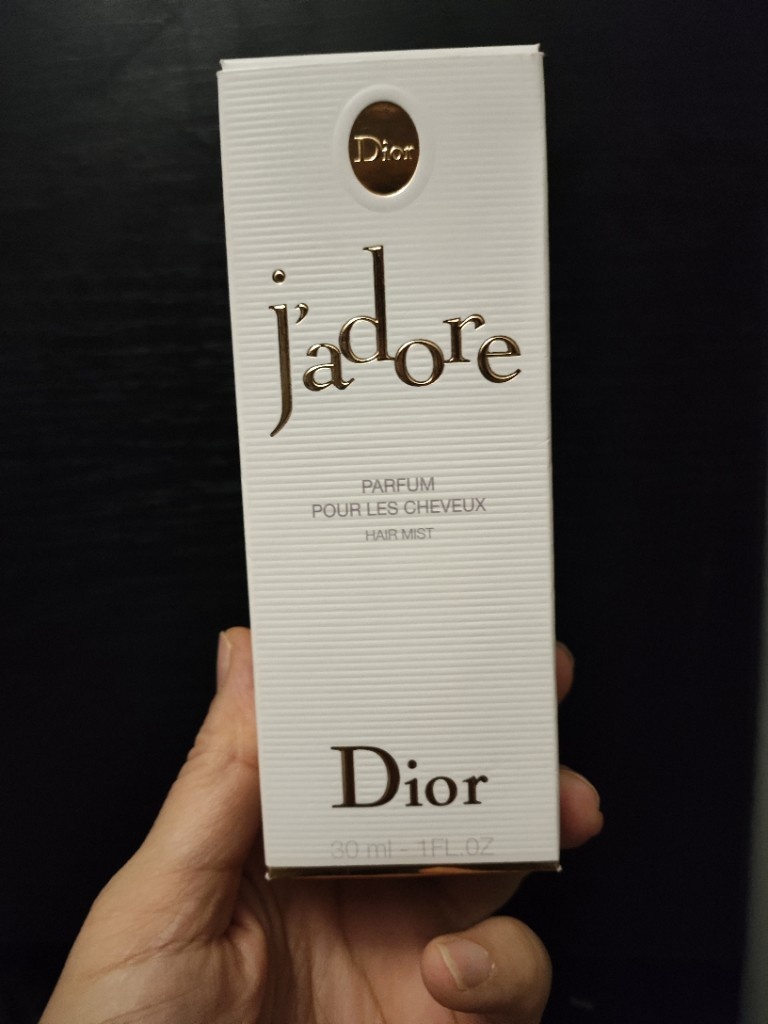 Dior
j'adore
PARFUM
POUR LES CHEVEUX
HAIR MIST
Dior
30 ml - 1FL.OZ